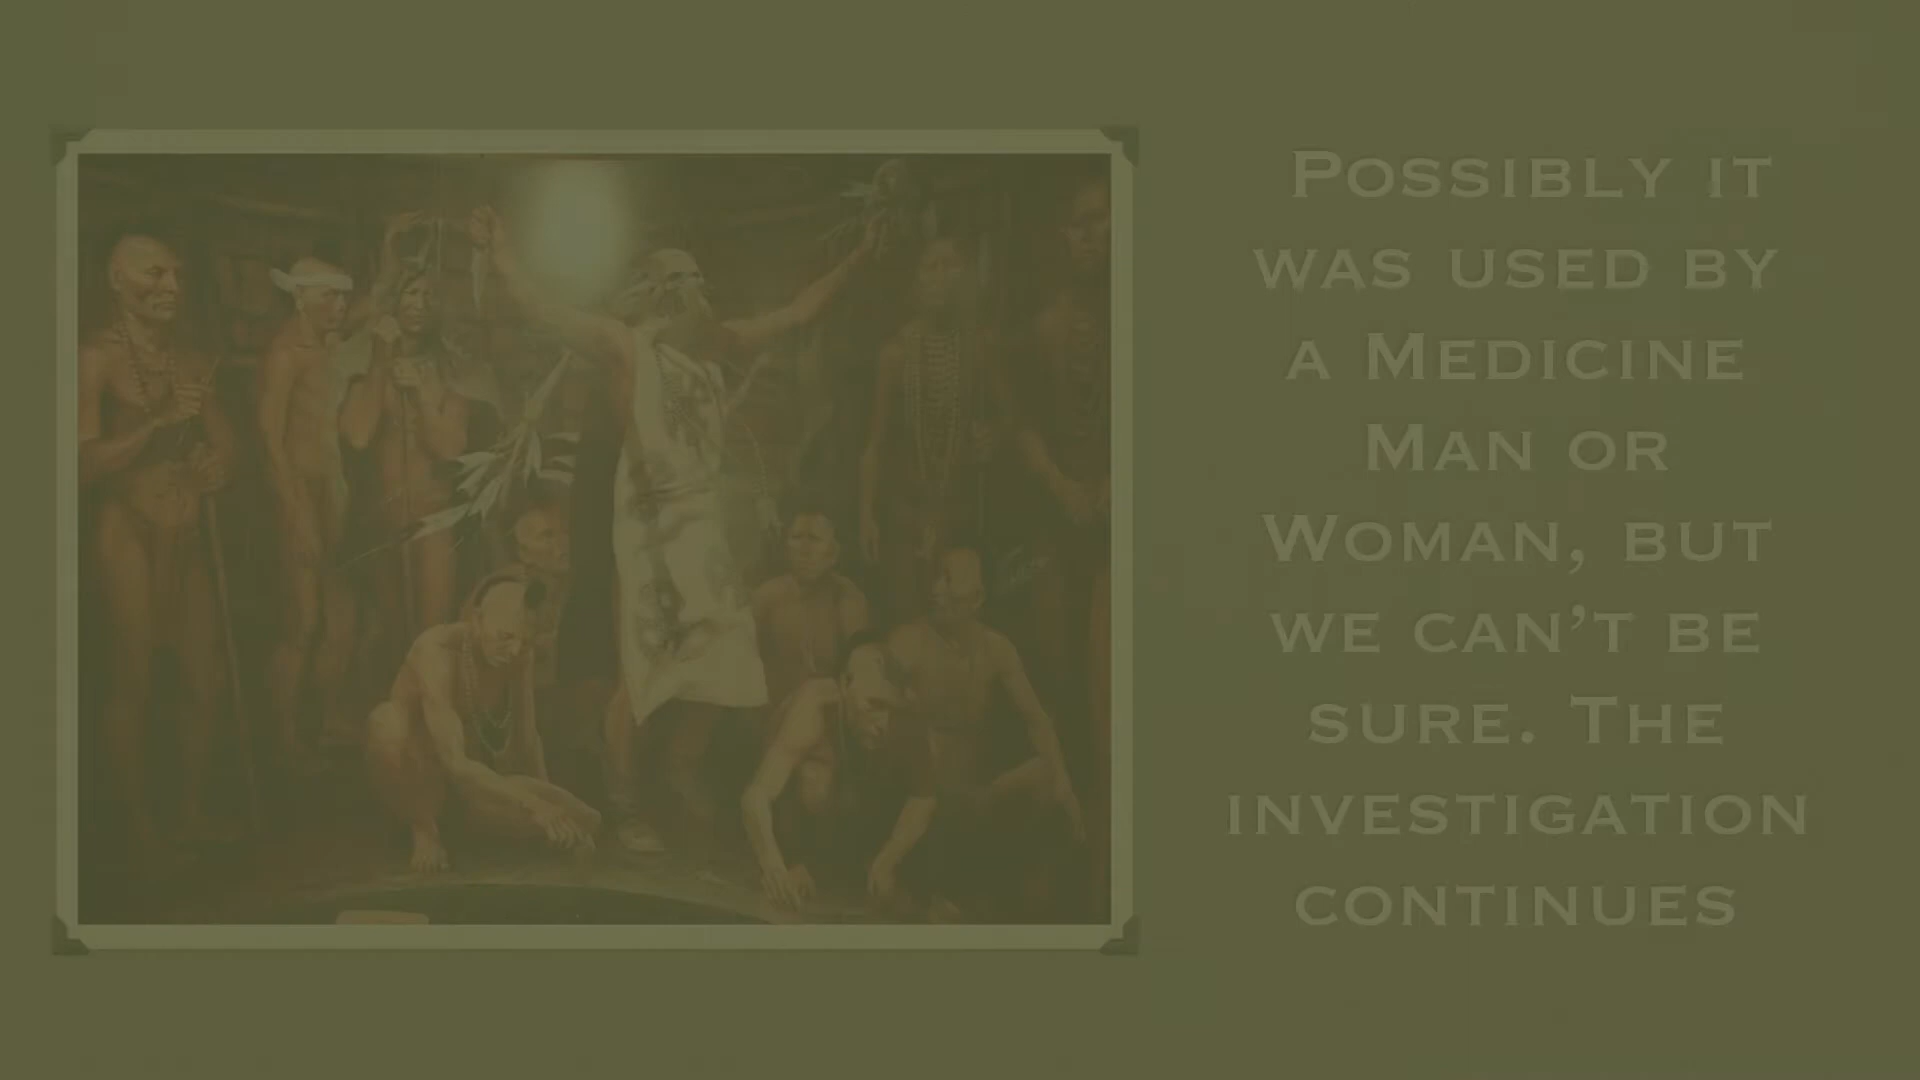 Possibly it
was used by
a Medicine
Man or
Woman, but
we can’t be
sure. The
investigation
continues